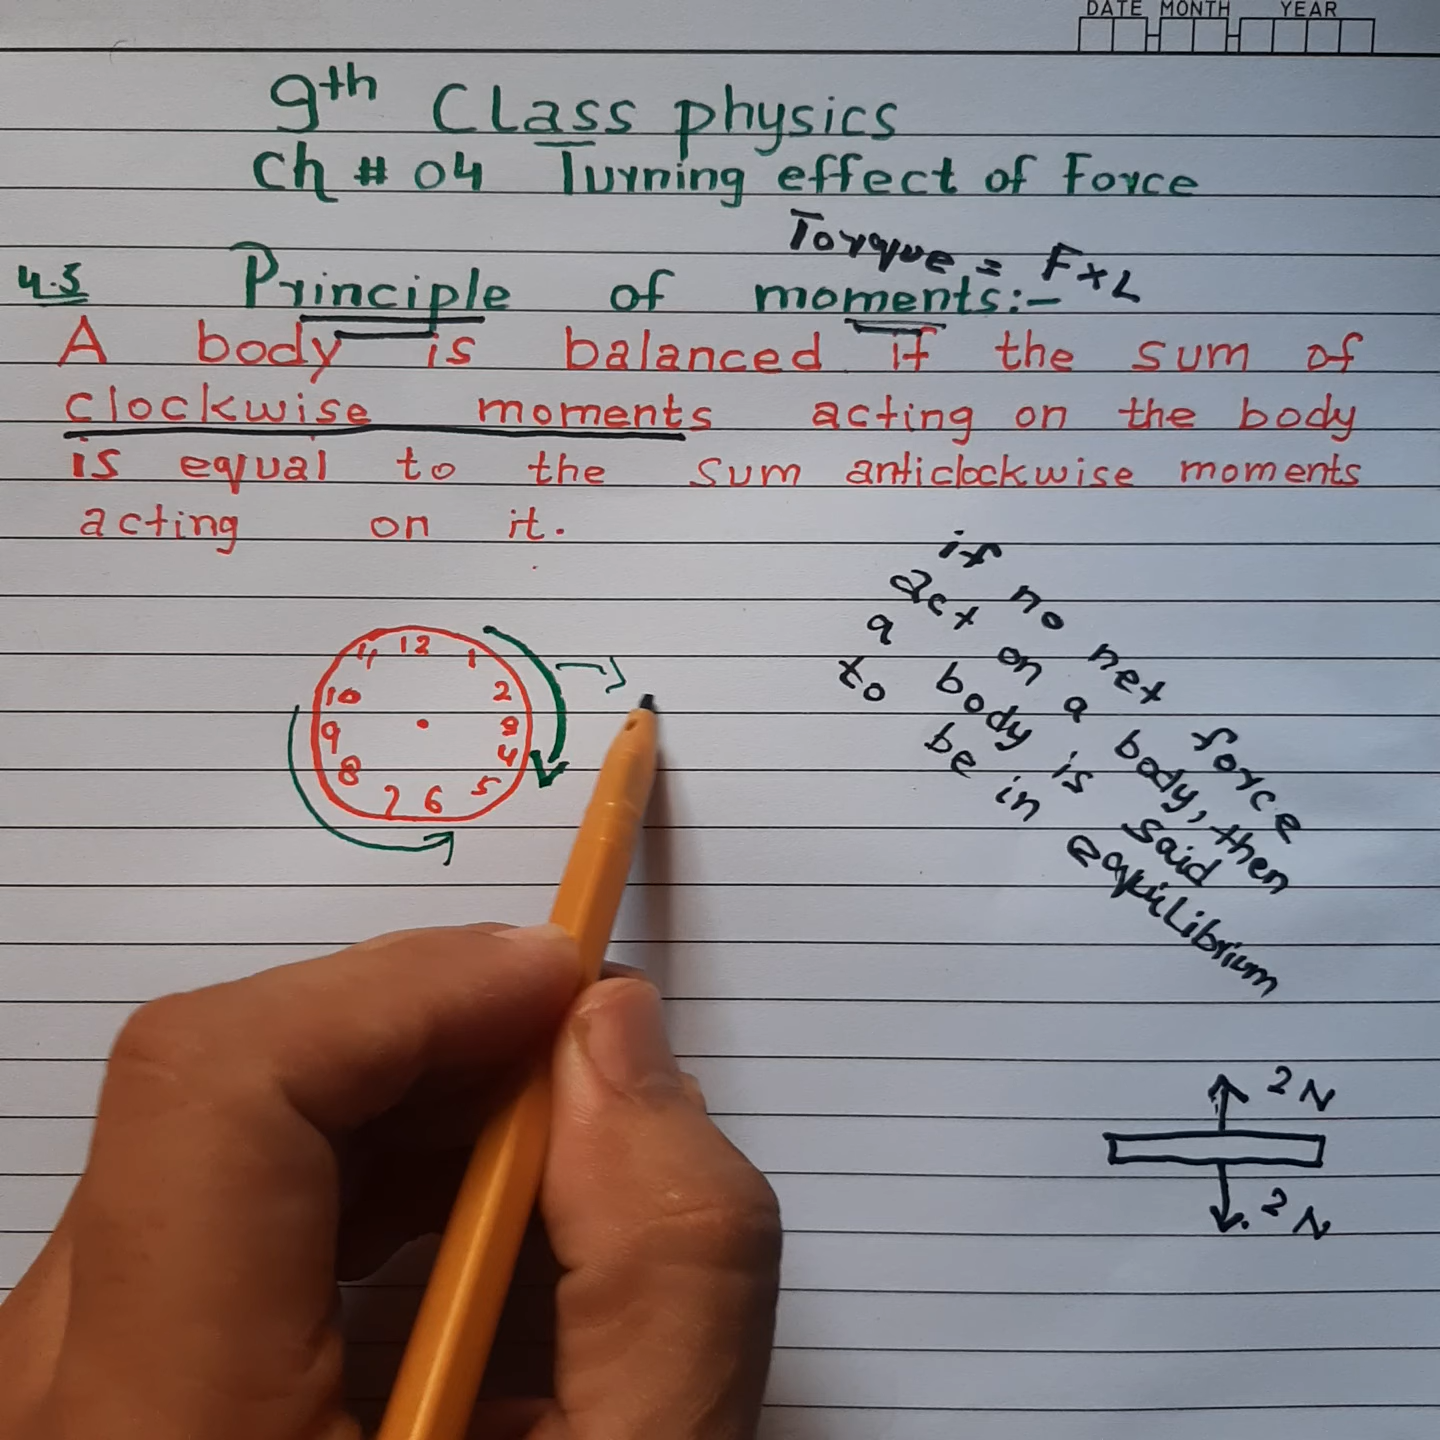 DATE MONTH YEAR
9th Class physics
Ch # 04 Turning effect of Force
Torque = F×L
4.5 Principle of moments:-
A body is balanced if the sum of
clockwise moments acting on the body
is equal to the sum anticlockwise moments
acting on it.
if no net force
act on a body, then
a body is said
to be in equilibrium
11 12 1
10 2
9 3
8 4
7 6 5
2 N
2 N